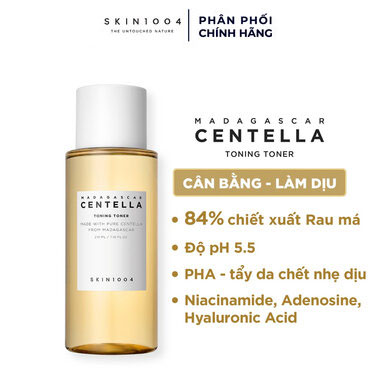 SKIN1004
THE UNTOUCHED NATURE
PHÂN PHỐI
CHÍNH HÃNG
MADAGASCAR
CENTELLA
TONING TONER
CÂN BẰNG - LÀM DỊU
84% chiết xuất Rau má
Độ pH 5.5
PHA - tẩy da chết nhẹ dịu
Niacinamide, Adenosine,
Hyaluronic Acid
MADAGASCAR
CENTELLA
TONING TONER
MADE WITH PURE CENTELLA
FROM MADAGASCAR
SKIN1004